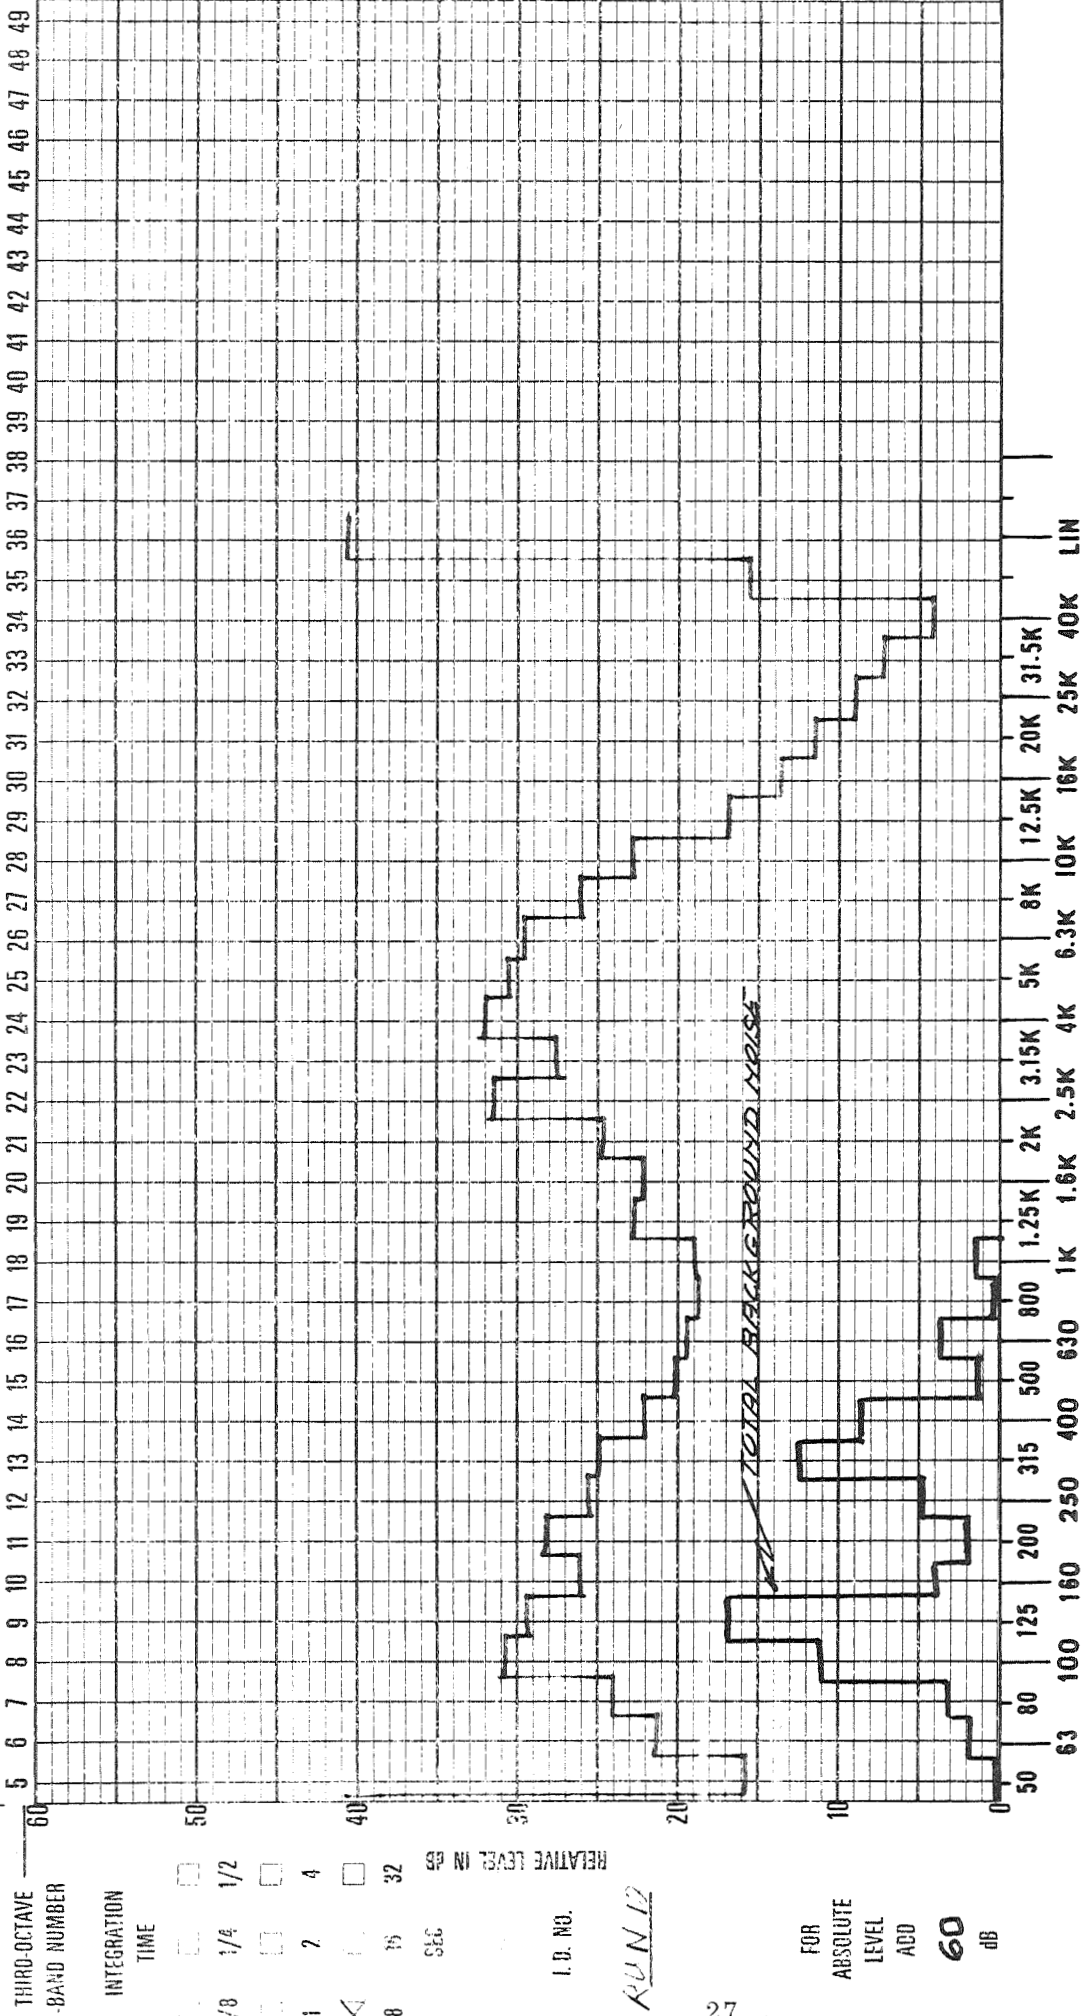 THIRD-OCTAVE
-BAND NUMBER
5 6 7 8 9 10 11 12 13 14 15 16 17 18 19 20 21 22 23 24 25 26 27 28 29 30 31 32 33 34 35 36 37 38 39 40 41 42 43 44 45 46 47 48 49
INTEGRATION
TIME
/8 1/4 1/2
1 2 4
8 16 32
SEC
RELATIVE LEVEL IN dB
60
50
40
30
20
10
0
I.D. NO.
RUN 12
FOR
ABSOLUTE
LEVEL
ADD
60
dB
TOTAL BACKGROUND NOISE
50 80 125 200 315 500 800 1.25K 2K 3.15K 5K 8K 12.5K 20K 31.5K
63 100 160 250 400 630 1K 1.6K 2.5K 4K 6.3K 10K 16K 25K 40K LIN
27